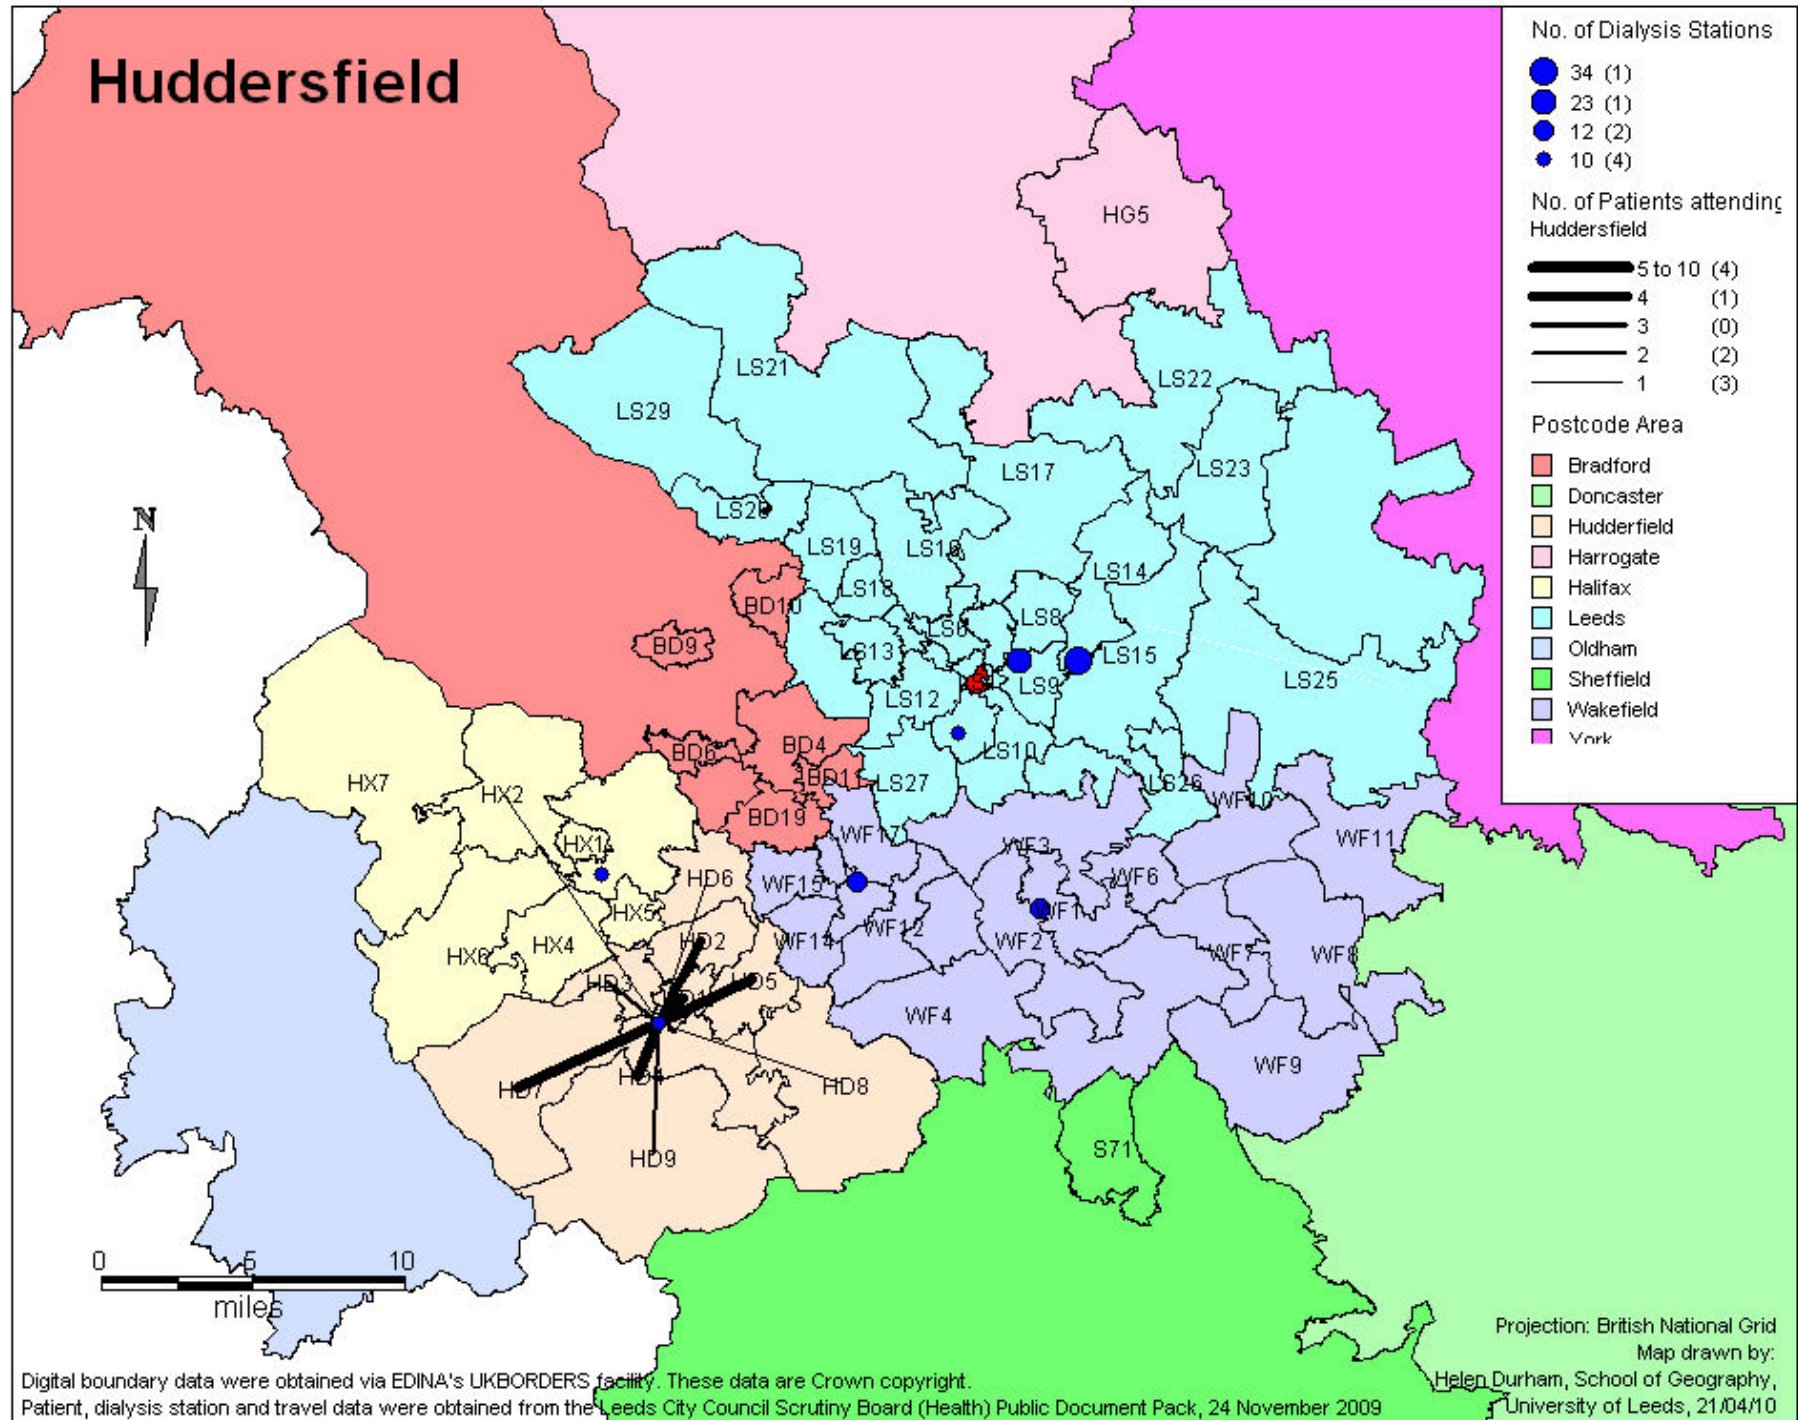 Huddersfield
No. of Dialysis Stations
34 (1)
23 (1)
12 (2)
10 (4)
No. of Patients attending
Huddersfield
5 to 10 (4)
4 (1)
3 (0)
2 (2)
1 (3)
Postcode Area
Bradford
Doncaster
Hudderfield
Harrogate
Halifax
Leeds
Oldham
Sheffield
Wakefield
York
N
HG5
LS21
LS22
LS29
LS17
LS23
LS20
LS19
LS16
LS14
LS18
BD10
LS6
LS8
BD9
LS13
LS15
LS25
LS12
LS9
BD6
BD4
LS10
BD11
LS27
LS26
HX7
HX2
WF10
BD19
WF17
HX1
WF3
WF11
HD6
WF15
WF6
HX5
WF1
HX6
HX4
HD2
WF14
WF12
WF2
WF7
WF8
HD3
HD1
HD5
WF4
HD7
HD4
HD8
WF9
HD9
S71
0 5 10
miles
Projection: British National Grid
Map drawn by:
Helen Durham, School of Geography,
University of Leeds, 21/04/10
Digital boundary data were obtained via EDINA's UKBORDERS facility. These data are Crown copyright.
Patient, dialysis station and travel data were obtained from the Leeds City Council Scrutiny Board (Health) Public Document Pack, 24 November 2009